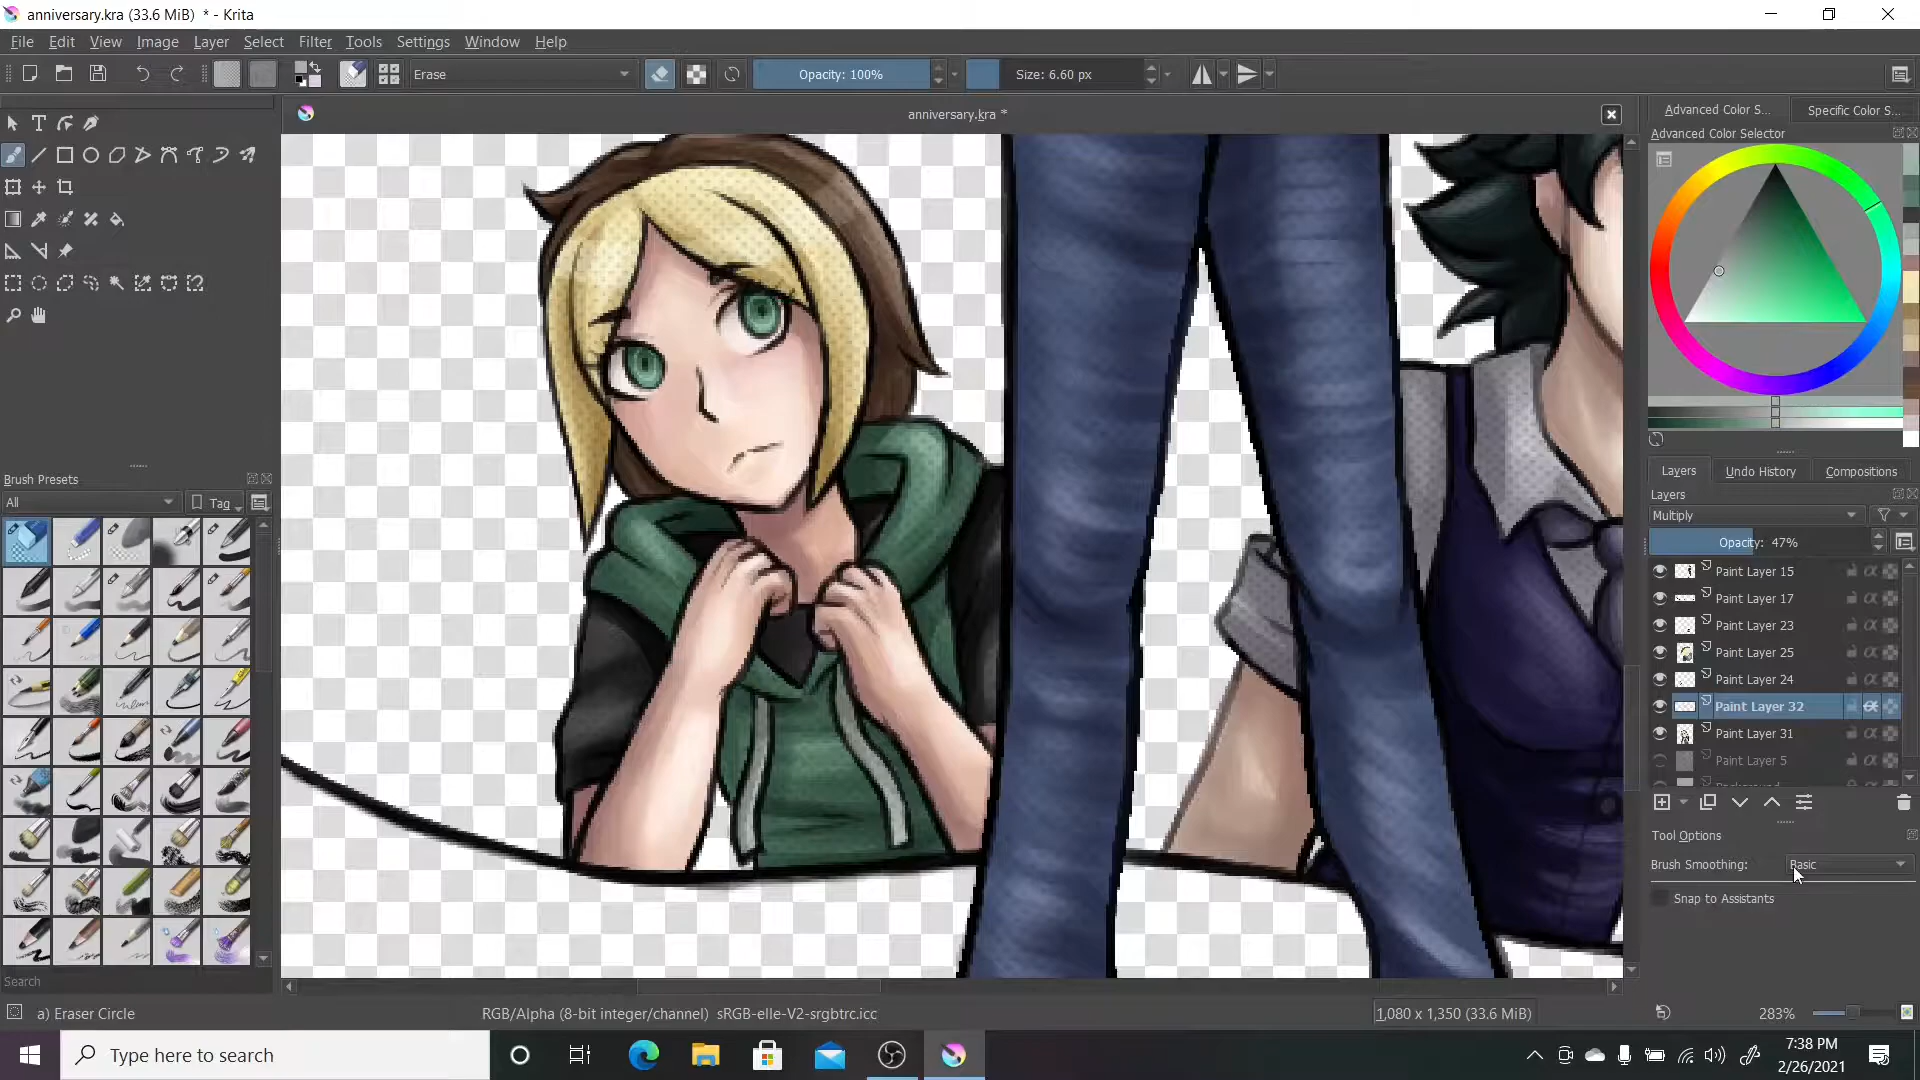 anniversary.kra (33.6 MiB) * - Krita
File Edit View Image Layer Select Filter Tools Settings Window Help
Erase Opacity: 100% Size: 6.60 px
anniversary.kra *
Advanced Color S... Specific Color S...
Advanced Color Selector
Brush Presets
All Tag
Search
Layers Undo History Compositions
Layers
Multiply
Opacity: 47%
Paint Layer 15
Paint Layer 17
Paint Layer 23
Paint Layer 25
Paint Layer 24
Paint Layer 32
Paint Layer 31
Paint Layer 5
Tool Options
Brush Smoothing: Basic
Snap to Assistants
a) Eraser Circle RGB/Alpha (8-bit integer/channel) sRGB-elle-V2-srgbtrc.icc 1,080 x 1,350 (33.6 MiB) 283%
Type here to search
7:38 PM
2/26/2021